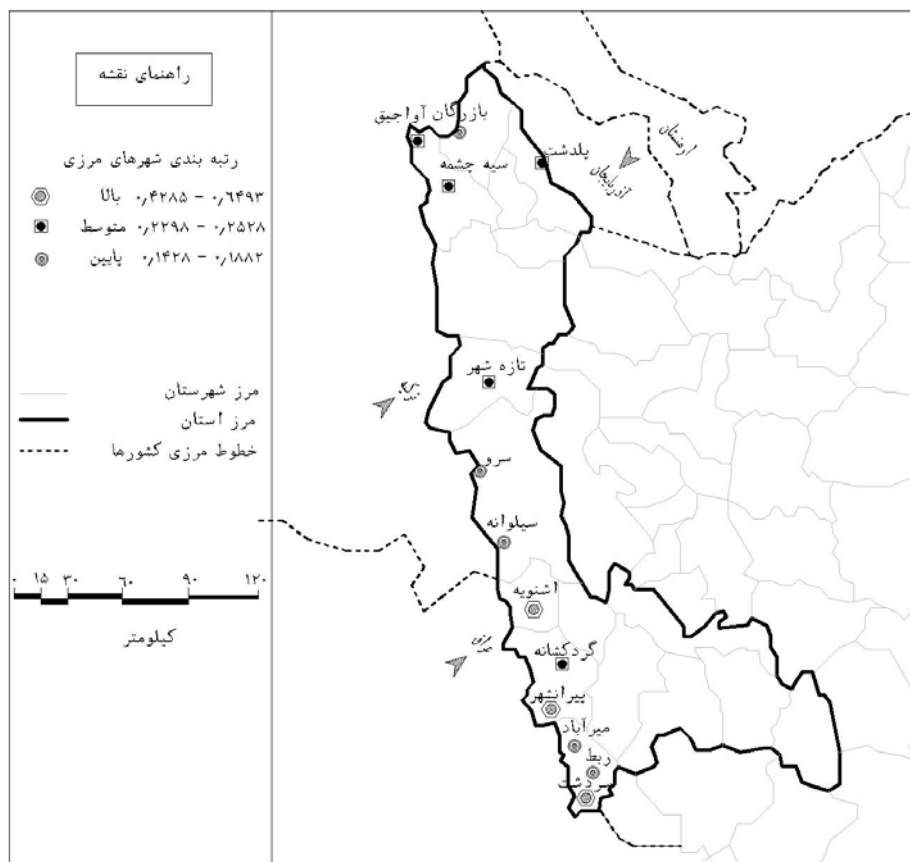 راهنمای نقشه
رتبه بندی شهرهای مرزی
۰٫۴۲۸۵ - ۰٫۶۴۹۳ بالا
۰٫۲۲۹۸ - ۰٫۲۵۲۸ متوسط
۰٫۱۴۲۸ - ۰٫۱۸۸۲ پایین
مرز شهرستان
مرز استان
خطوط مرزی کشورها
۰ ۱۵ ۳۰ ۶۰ ۹۰ ۱۲۰
کیلومتر
بازرگان
آواجیق
سیه چشمه
پلدشت
ارمنستان
آذربایجان
تازه شهر
سرو
سیلوانه
اشنویه
گردکشانه
پیرانشهر
میرآباد
ربط
سردشت